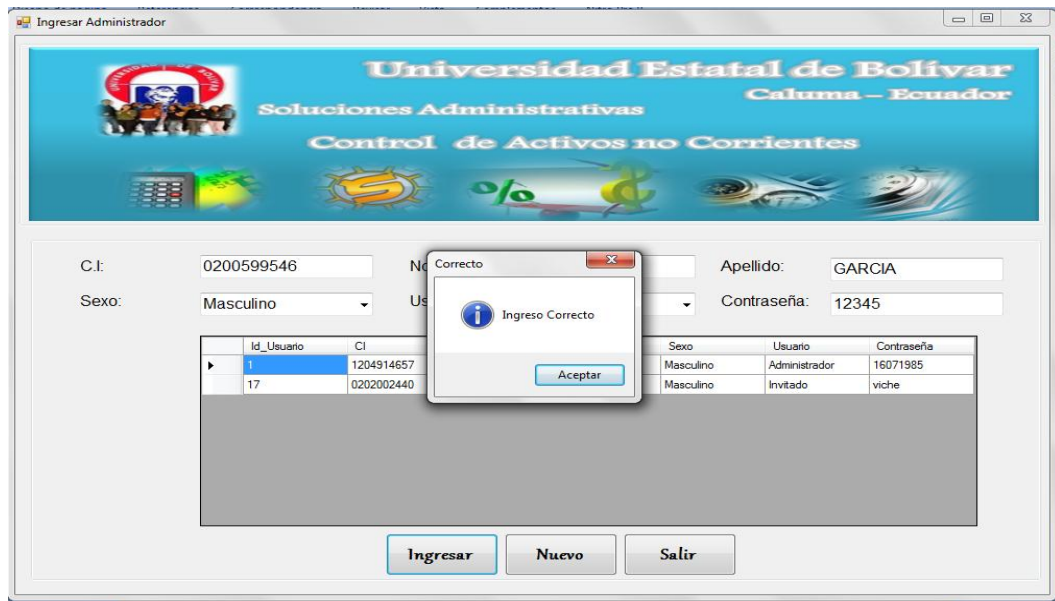 Ingresar Administrador
Universidad Estatal de Bolívar
Caluma – Ecuador
Soluciones Administrativas
Control de Activos no Corrientes
%
C.I: 0200599546 Apellido: GARCIA
Sexo: Masculino Contraseña: 12345
Correcto
Ingreso Correcto
Aceptar
Id_Usuario CI Sexo Usuario Contraseña
1 1204914657 Masculino Administrador 16071985
17 0202002440 Masculino Invitado viche
Ingresar Nuevo Salir